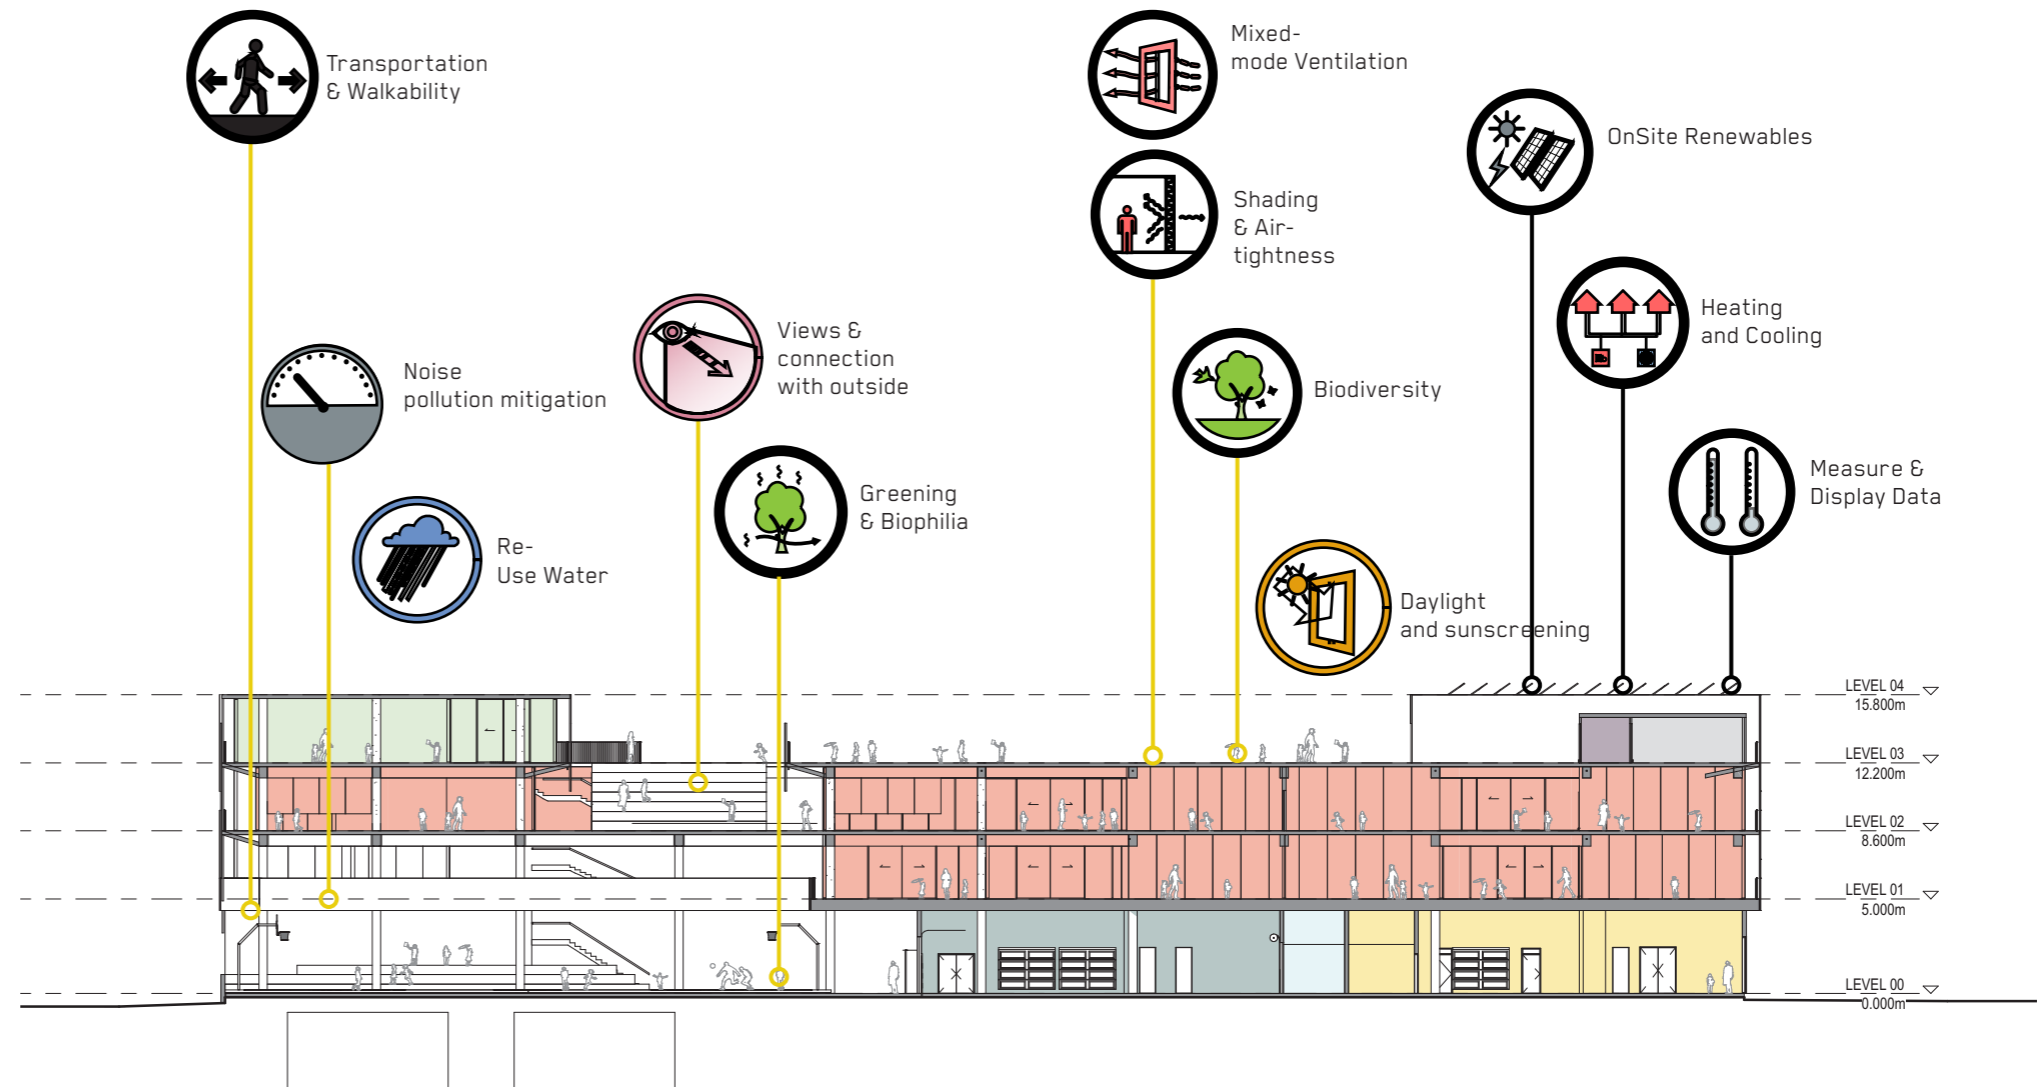 Transportation
& Walkability
Mixed-
mode Ventilation
OnSite Renewables
Shading
& Air-
tightness
Heating
and Cooling
Views &
connection
with outside
Noise
pollution mitigation
Biodiversity
Measure &
Display Data
Greening
& Biophilia
Re-
Use Water
Daylight
and sunscreening
LEVEL 04
15.800m
LEVEL 03
12.200m
LEVEL 02
8.600m
LEVEL 01
5.000m
LEVEL 00
0.000m